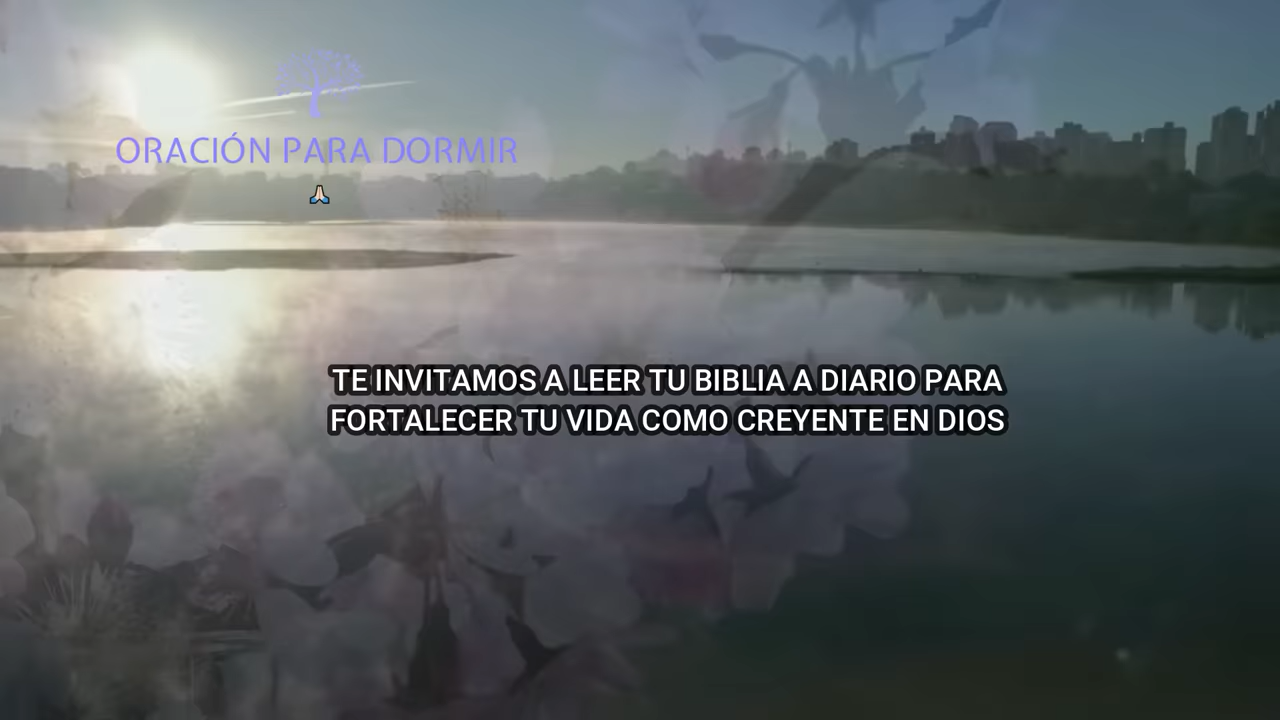 ORACIÓN PARA DORMIR
🙏🏻
TE INVITAMOS A LEER TU BIBLIA A DIARIO PARA
FORTALECER TU VIDA COMO CREYENTE EN DIOS